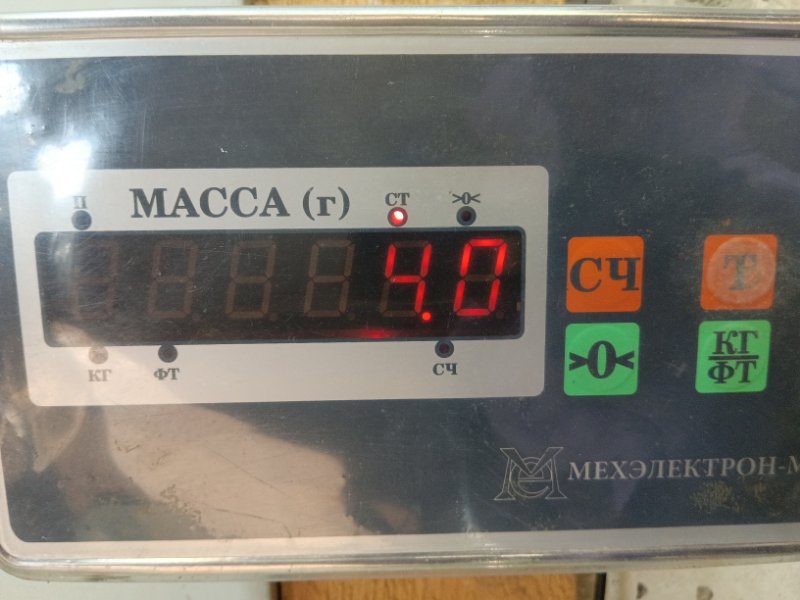 П
МАССА (г)
СТ
>0<
4.0
КГ
ФТ
СЧ
СЧ
Т
>0<
КГ
ФТ
МЕХЭЛЕКТРОН-М